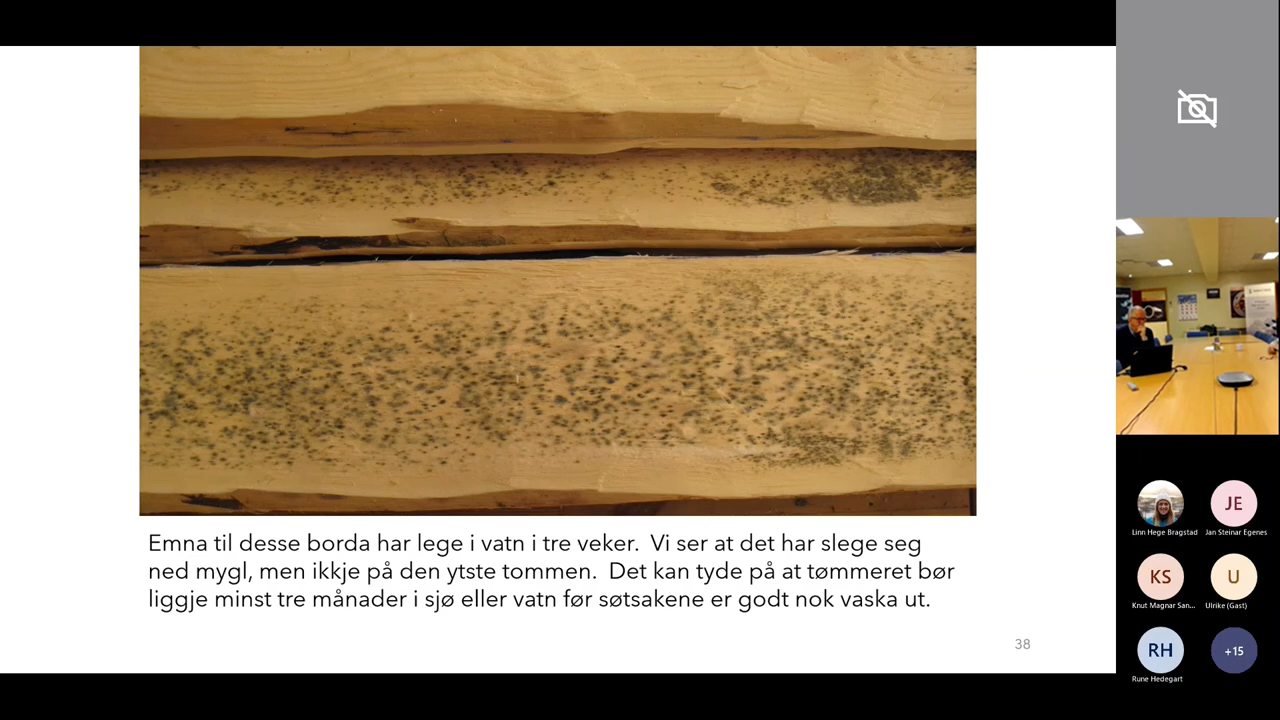 Emna til desse borda har lege i vatn i tre veker.  Vi ser at det har slege seg
ned mygl, men ikkje på den ytste tommen.  Det kan tyde på at tømmeret bør
liggje minst tre månader i sjø eller vatn før søtsakene er godt nok vaska ut.
38
Linn Hege Bragstad
JE
Jan Steinar Egenes
KS
Knut Magnar San...
U
Ulrike (Gast)
RH
Rune Hedegart
+15